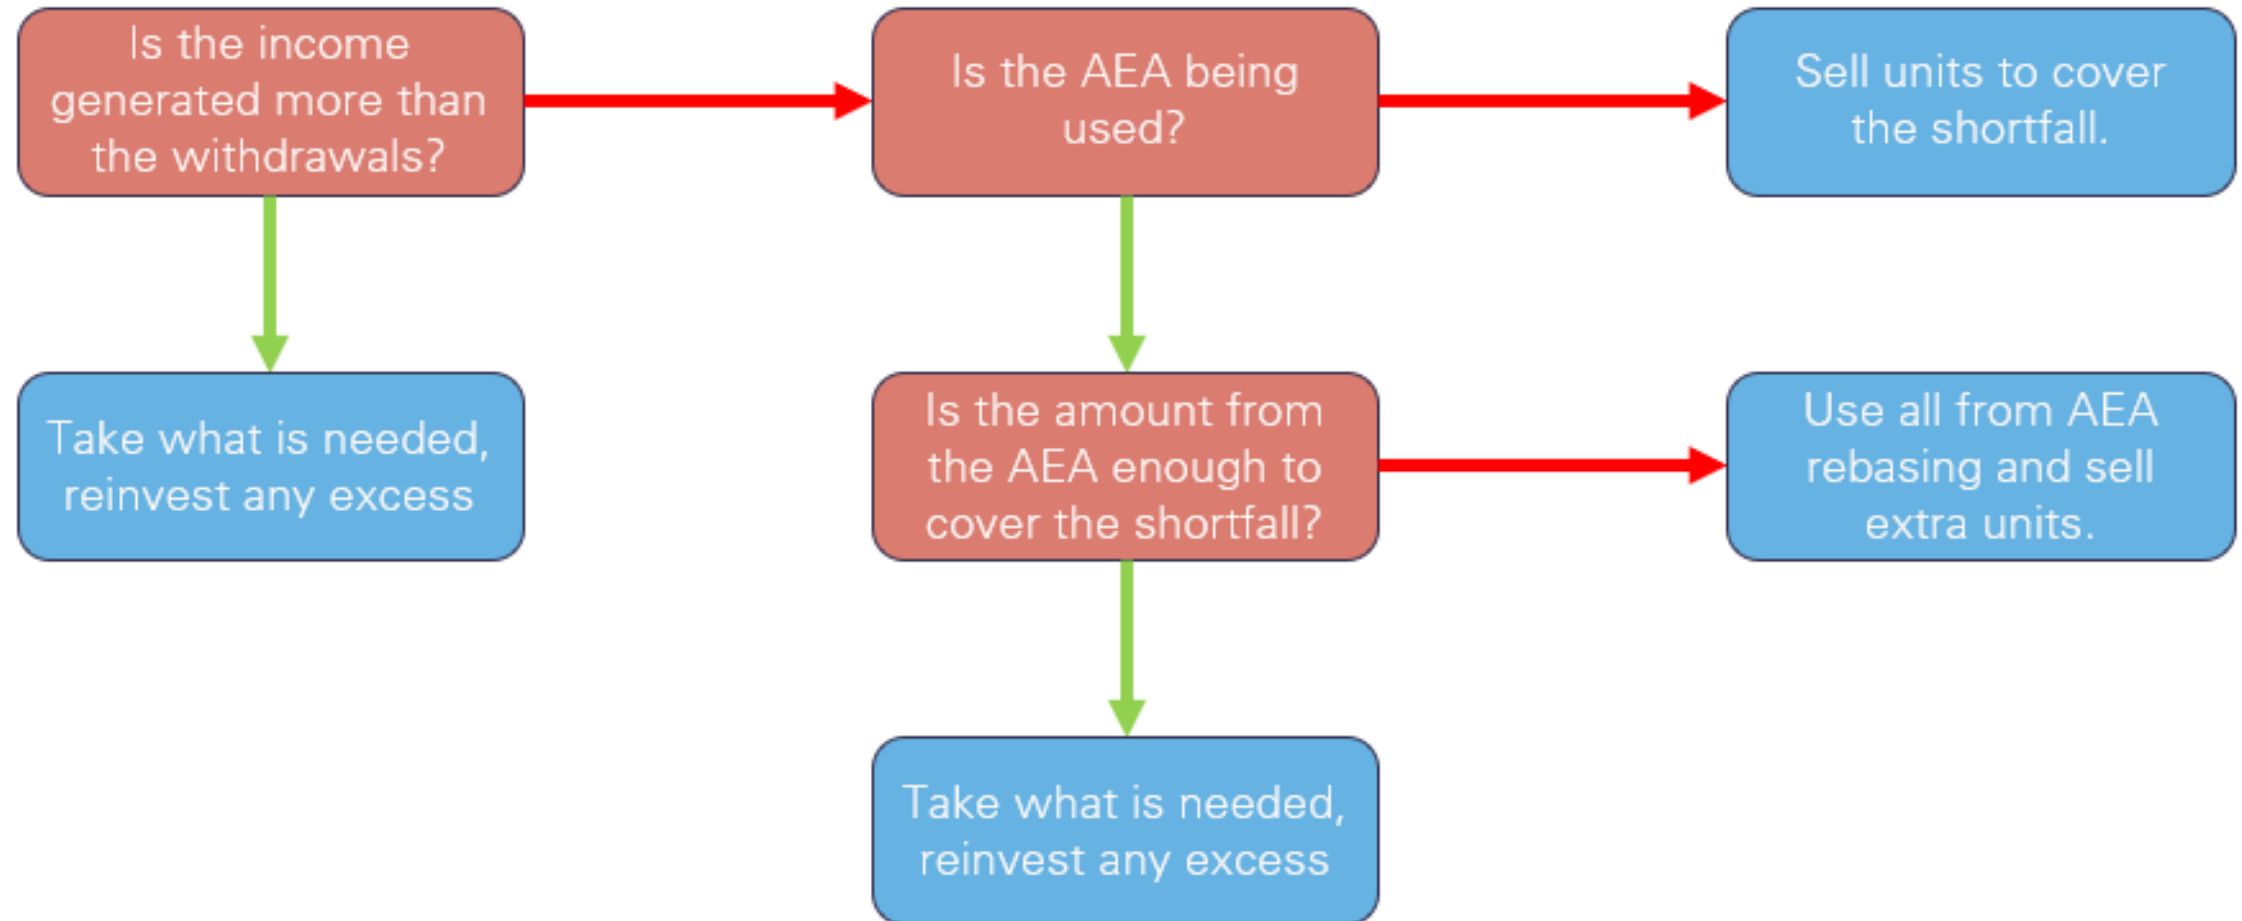 Is the income
generated more than
the withdrawals?
Is the AEA being
used?
Sell units to cover
the shortfall.
Take what is needed,
reinvest any excess
Is the amount from
the AEA enough to
cover the shortfall?
Use all from AEA
rebasing and sell
extra units.
Take what is needed,
reinvest any excess